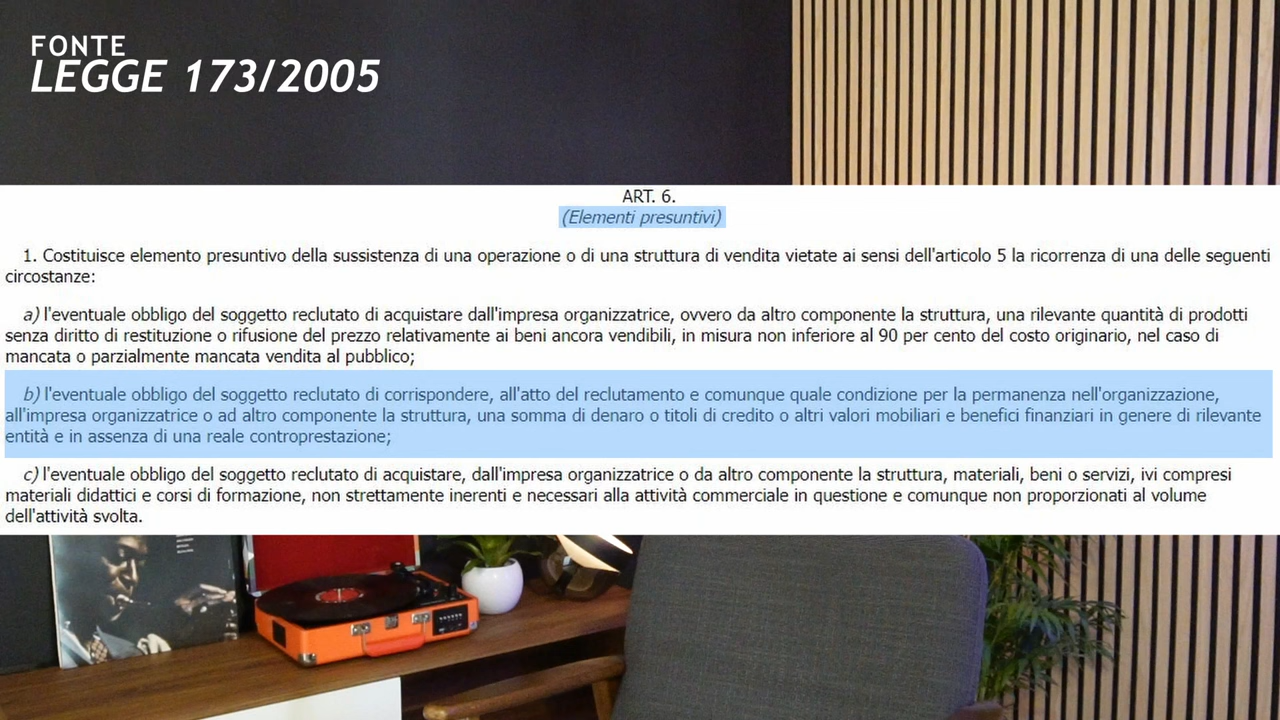 FONTE
LEGGE 173/2005
ART. 6.
(Elementi presuntivi)
1. Costituisce elemento presuntivo della sussistenza di una operazione o di una struttura di vendita vietate ai sensi dell'articolo 5 la ricorrenza di una delle seguenti
circostanze:
a) l'eventuale obbligo del soggetto reclutato di acquistare dall'impresa organizzatrice, ovvero da altro componente la struttura, una rilevante quantità di prodotti
senza diritto di restituzione o rifusione del prezzo relativamente ai beni ancora vendibili, in misura non inferiore al 90 per cento del costo originario, nel caso di
mancata o parzialmente mancata vendita al pubblico;
b) l'eventuale obbligo del soggetto reclutato di corrispondere, all'atto del reclutamento e comunque quale condizione per la permanenza nell'organizzazione,
all'impresa organizzatrice o ad altro componente la struttura, una somma di denaro o titoli di credito o altri valori mobiliari e benefici finanziari in genere di rilevante
entità e in assenza di una reale controprestazione;
c) l'eventuale obbligo del soggetto reclutato di acquistare, dall'impresa organizzatrice o da altro componente la struttura, materiali, beni o servizi, ivi compresi
materiali didattici e corsi di formazione, non strettamente inerenti e necessari alla attività commerciale in questione e comunque non proporzionati al volume
dell'attività svolta.